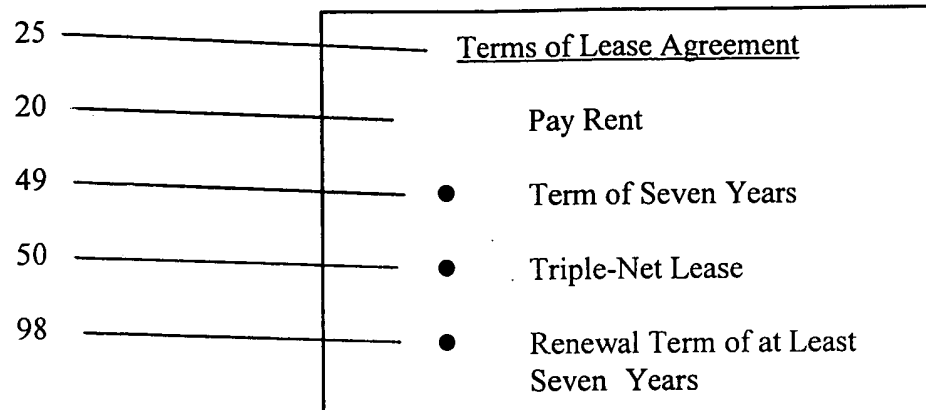 25 Terms of Lease Agreement
20 Pay Rent
49 ● Term of Seven Years
50 ● Triple-Net Lease
98 ● Renewal Term of at Least
Seven Years